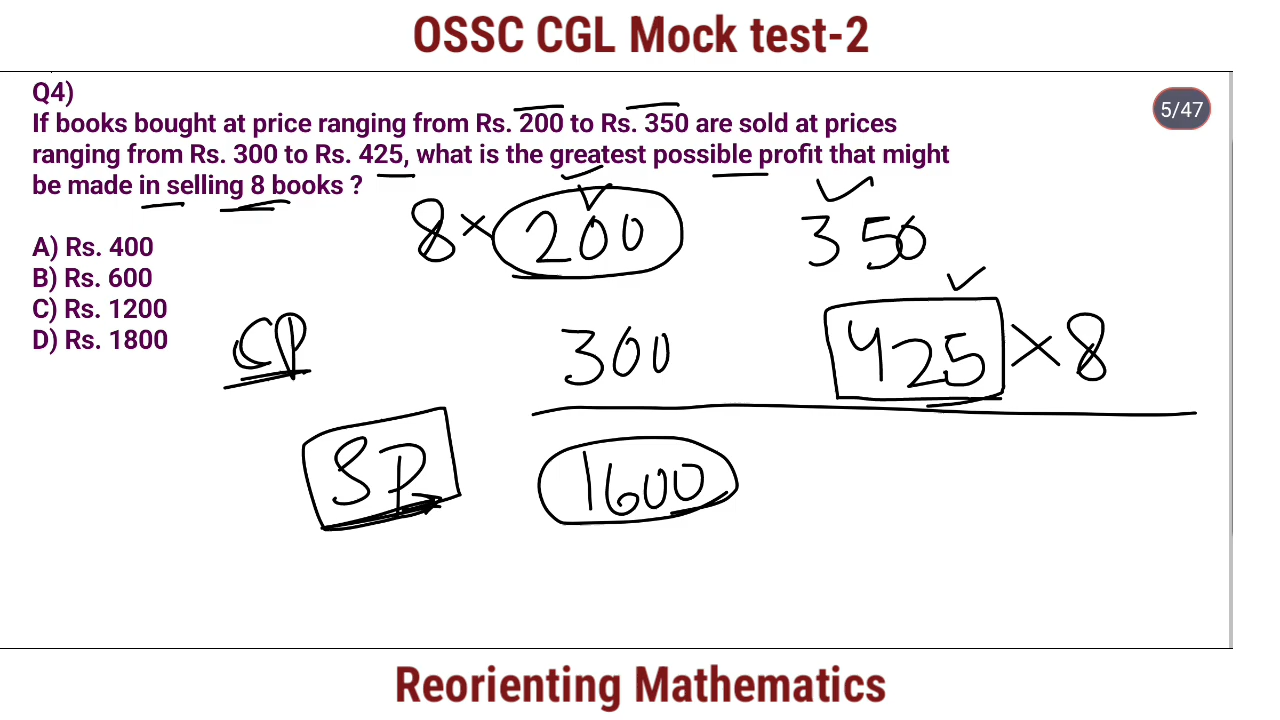 OSSC CGL Mock test-2
Q4)
5/47
If books bought at price ranging from Rs. 200 to Rs. 350 are sold at prices
ranging from Rs. 300 to Rs. 425, what is the greatest possible profit that might
be made in selling 8 books ?
8 × 200 350
A) Rs. 400
B) Rs. 600
C) Rs. 1200
D) Rs. 1800
CP 300 425 × 8
SP 1600
Reorienting Mathematics